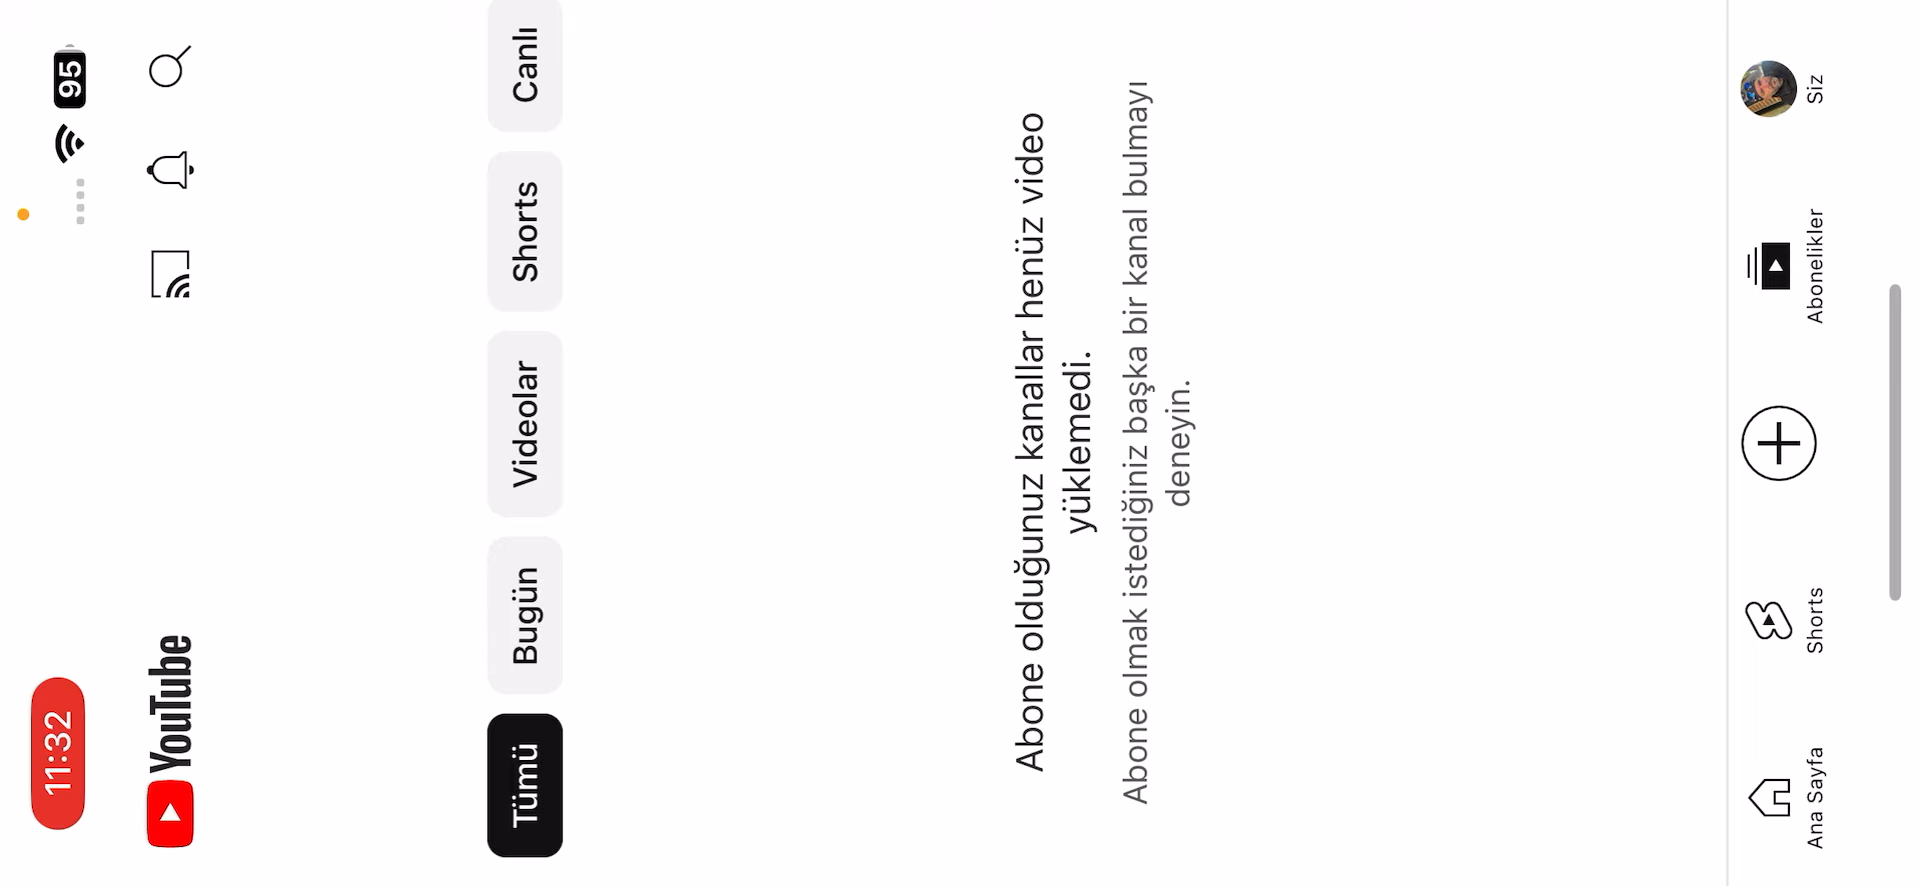 11:32
95
YouTube
Tümü
Bugün
Videolar
Shorts
Canlı
Abone olduğunuz kanallar henüz video
yüklemedi.
Abone olmak istediğiniz başka bir kanal bulmayı
deneyin.
Ana Sayfa
Shorts
Abonelikler
Siz